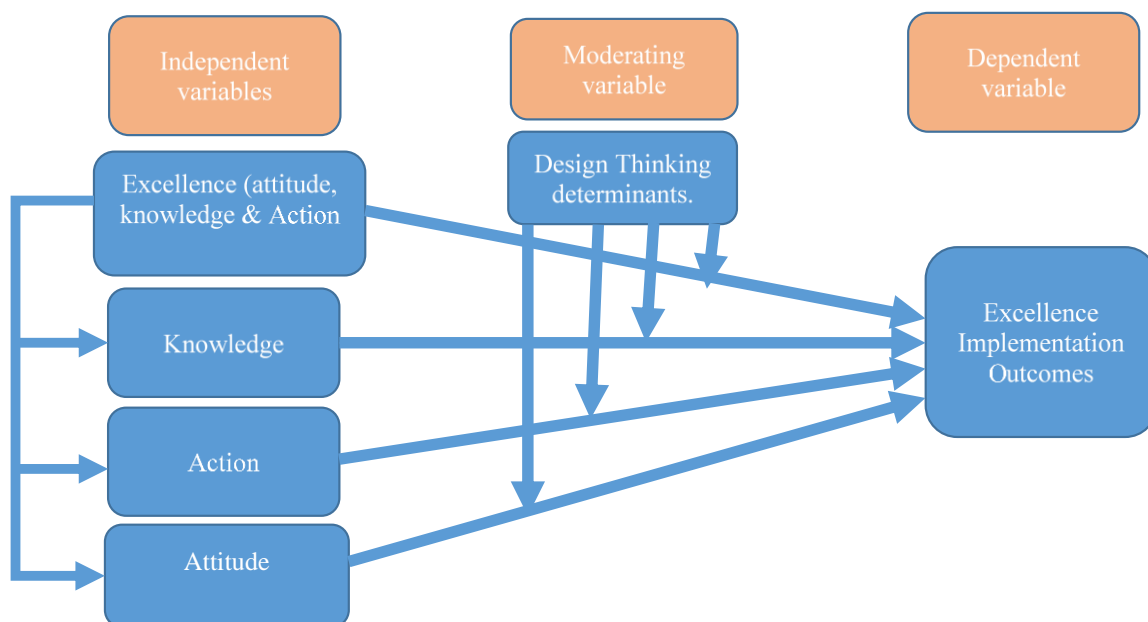 Independent
variables
Moderating
variable
Dependent
variable
Excellence (attitude,
knowledge & Action
Design Thinking
determinants.
Knowledge
Action
Attitude
Excellence
Implementation
Outcomes